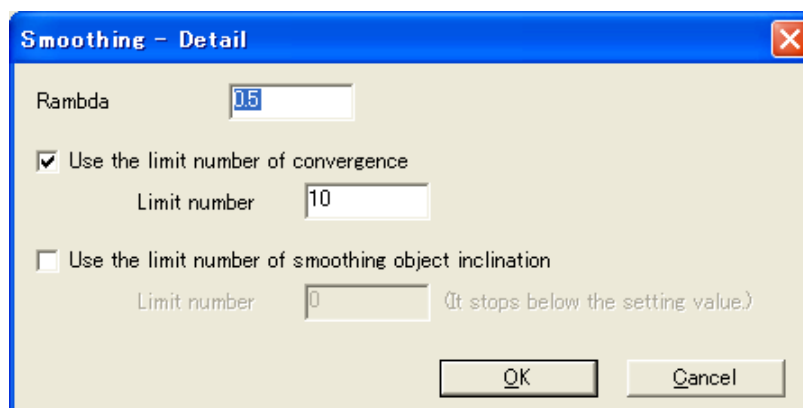 Smoothing - Detail
Rambda 0.5
Use the limit number of convergence
Limit number 10
Use the limit number of smoothing object inclination
Limit number 0 (It stops below the setting value.)
OK Cancel